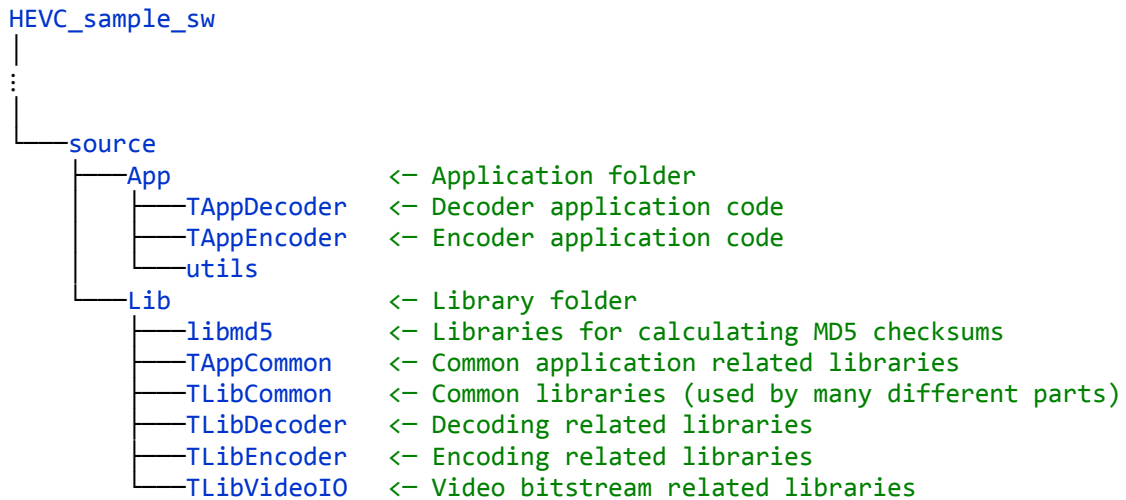 HEVC_sample_sw
source
App <— Application folder
TAppDecoder <— Decoder application code
TAppEncoder <— Encoder application code
utils
Lib <— Library folder
libmd5 <— Libraries for calculating MD5 checksums
TAppCommon <— Common application related libraries
TLibCommon <— Common libraries (used by many different parts)
TLibDecoder <— Decoding related libraries
TLibEncoder <— Encoding related libraries
TLibVideoIO <— Video bitstream related libraries